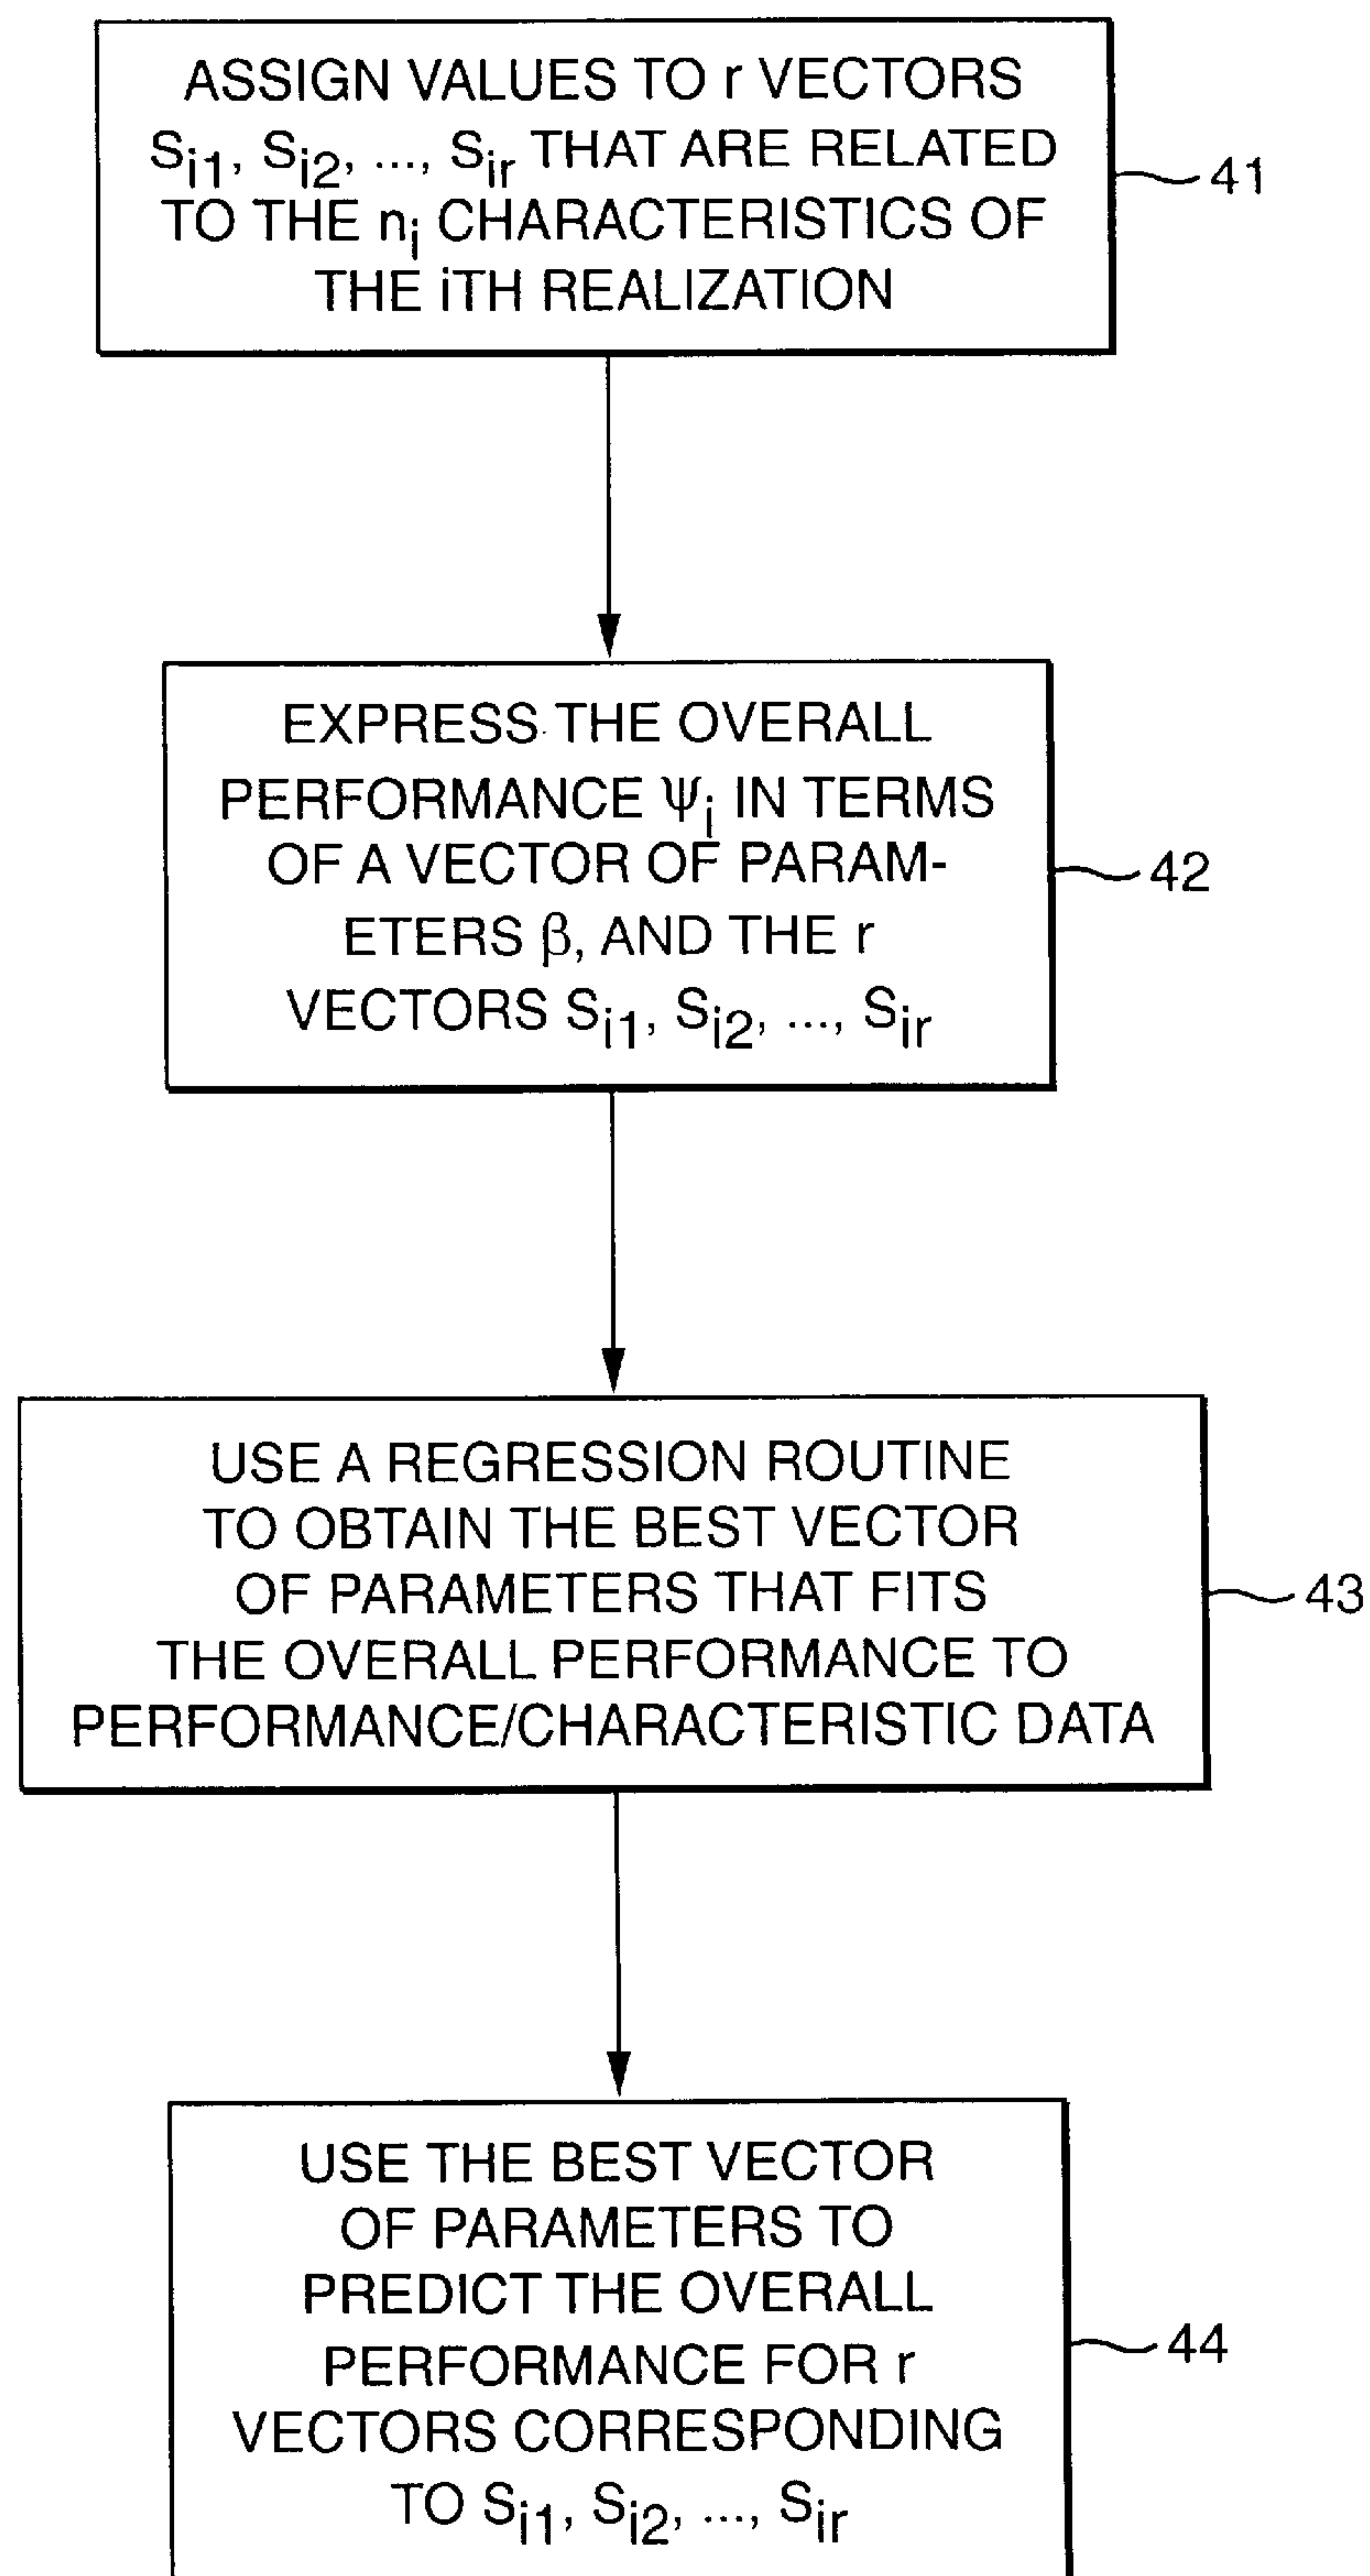 ASSIGN VALUES TO r VECTORS
Si1, Si2, ..., Sir THAT ARE RELATED
TO THE ni CHARACTERISTICS OF
THE iTH REALIZATION
41
EXPRESS THE OVERALL
PERFORMANCE Ψi IN TERMS
OF A VECTOR OF PARAM-
ETERS β, AND THE r
VECTORS Si1, Si2, ..., Sir
42
USE A REGRESSION ROUTINE
TO OBTAIN THE BEST VECTOR
OF PARAMETERS THAT FITS
THE OVERALL PERFORMANCE TO
PERFORMANCE/CHARACTERISTIC DATA
43
USE THE BEST VECTOR
OF PARAMETERS TO
PREDICT THE OVERALL
PERFORMANCE FOR r
VECTORS CORRESPONDING
TO Si1, Si2, ..., Sir
44